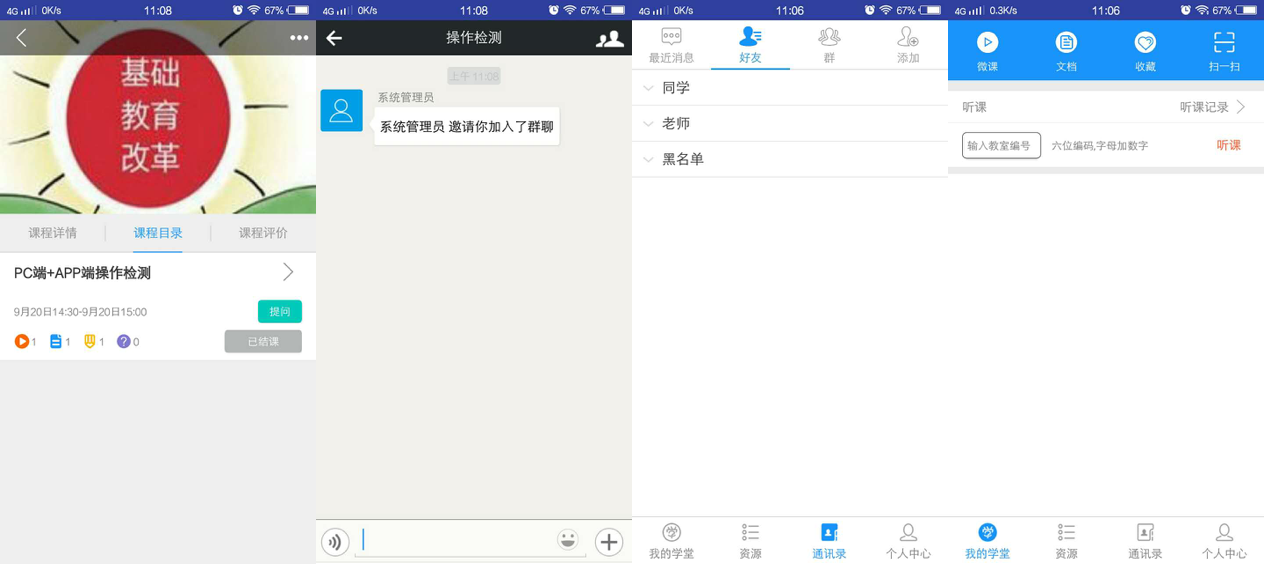 4G 0K/s 11:08 67%
基础
教育
改革
课程详情 课程目录 课程评价
PC端+APP端操作检测
9月20日14:30-9月20日15:00 提问
1 1 1 ? 0 已结课
4G 0K/s 11:08 67%
操作检测
上午 11:08
系统管理员
系统管理员 邀请你加入了群聊
4G 0K/s 11:06 67%
最近消息 好友 群 添加
同学
老师
黑名单
我的学堂 资源 通讯录 个人中心
4G 0.3K/s 11:06 67%
微课 文档 收藏 扫一扫
听课 听课记录
输入教室编号 六位编码,字母加数字 听课
我的学堂 资源 通讯录 个人中心